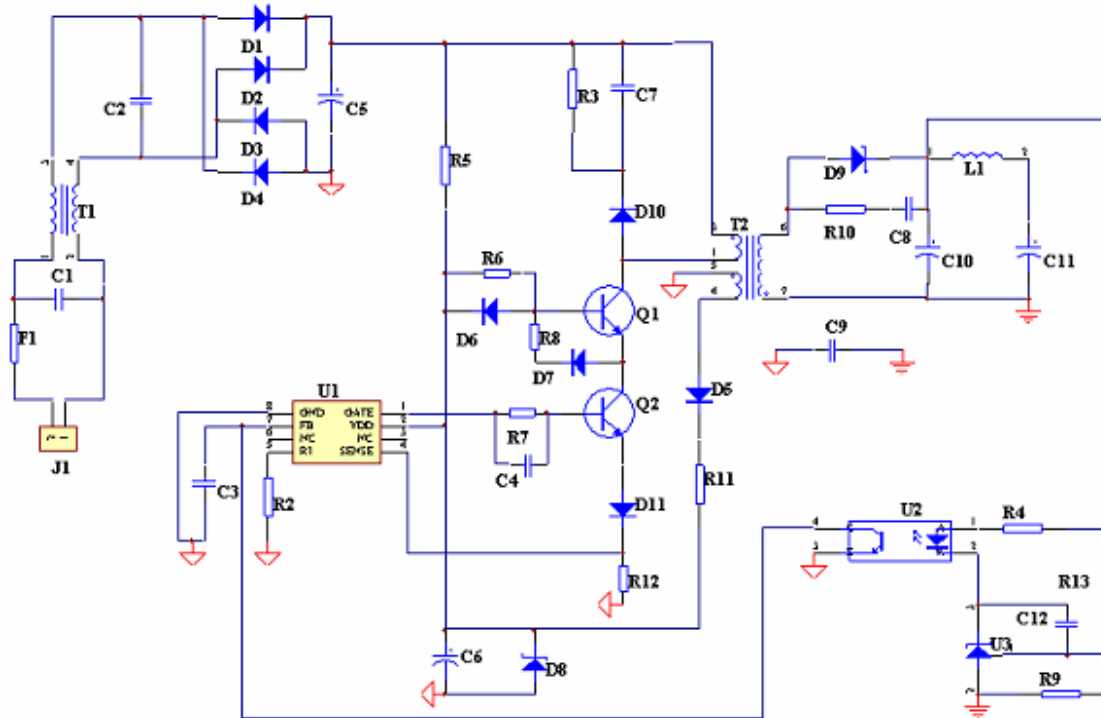 D1
D2
D3
D4
C2
C5
R3
C7
R5
T1
D9
L1
D10
T2
R10
C8
C10
C11
C1
R6
Q1
F1
D6
R8
D7
C9
U1
Q2
D5
GND GATE
FB VDD
NC NC
RI SENSE
R7
J1
C3
C4
R2
D11
R11
U2
R4
R12
R13
C12
U3
C6
D8
R9